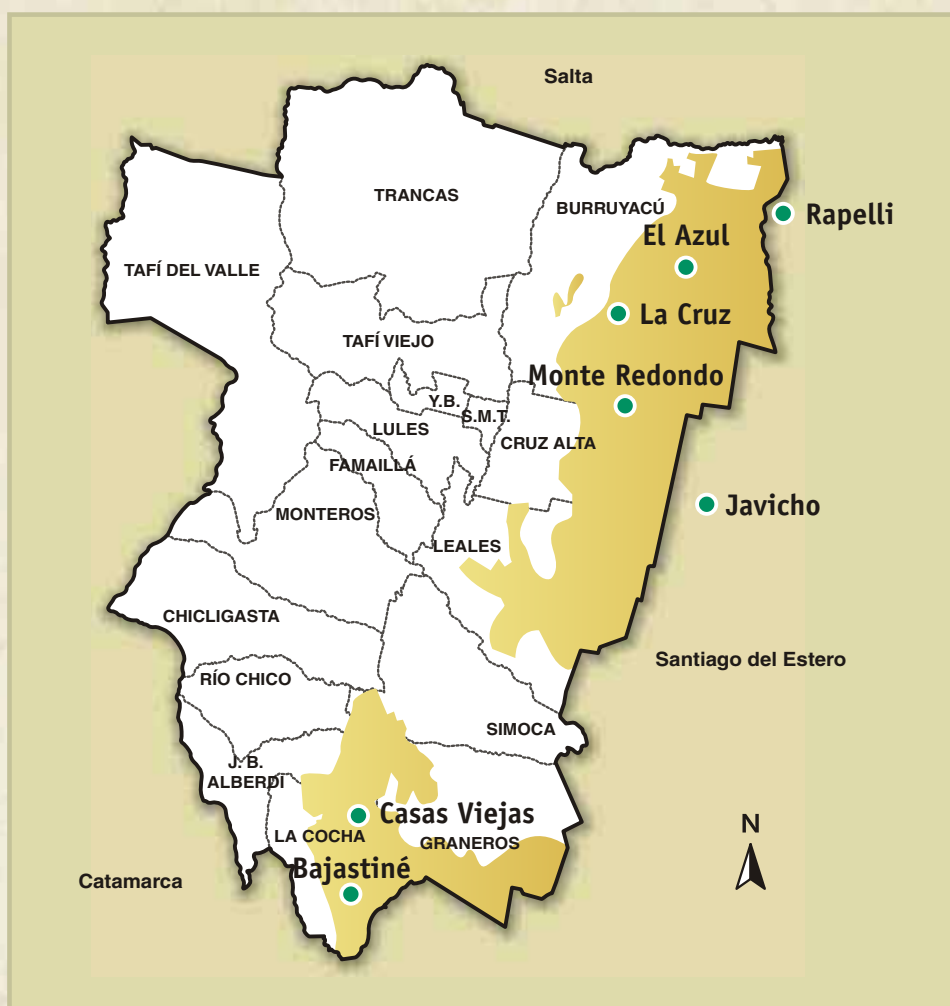 Salta
TRANCAS
BURRUYACÚ
Rapelli
El Azul
TAFÍ DEL VALLE
La Cruz
TAFÍ VIEJO
Monte Redondo
Y.B.
S.M.T.
LULES
CRUZ ALTA
FAMAILLÁ
Javicho
MONTEROS
LEALES
CHICLIGASTA
Santiago del Estero
RÍO CHICO
SIMOCA
J. B.
ALBERDI
Casas Viejas
N
LA COCHA
GRANEROS
Bajastiné
Catamarca